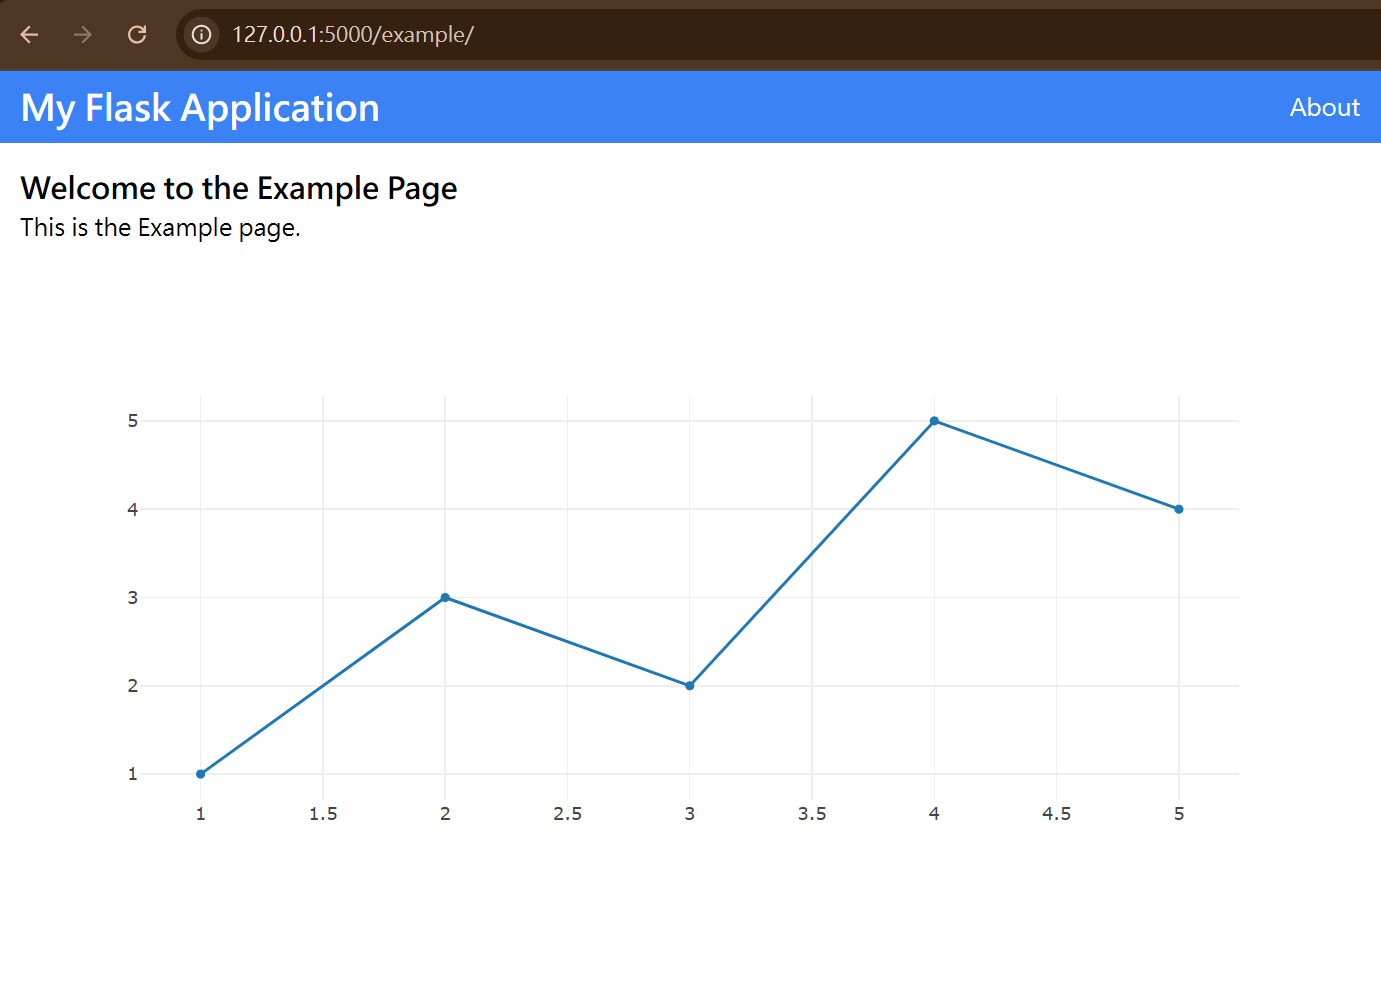 127.0.0.1:5000/example/
My Flask Application
About
Welcome to the Example Page
This is the Example page.
5
4
3
2
1
1 1.5 2 2.5 3 3.5 4 4.5 5